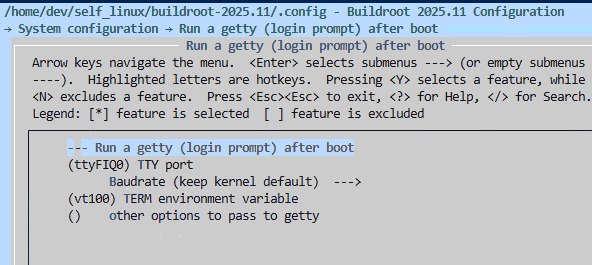 /home/dev/self_linux/buildroot-2025.11/.config - Buildroot 2025.11 Configuration
→ System configuration → Run a getty (login prompt) after boot
Run a getty (login prompt) after boot
Arrow keys navigate the menu.  <Enter> selects submenus ---> (or empty submenus
----).  Highlighted letters are hotkeys.  Pressing <Y> selects a feature, while
<N> excludes a feature.  Press <Esc><Esc> to exit, <?> for Help, </> for Search.
Legend: [*] feature is selected  [ ] feature is excluded
--- Run a getty (login prompt) after boot
(ttyFIQ0) TTY port
Baudrate (keep kernel default)  --->
(vt100) TERM environment variable
()    other options to pass to getty